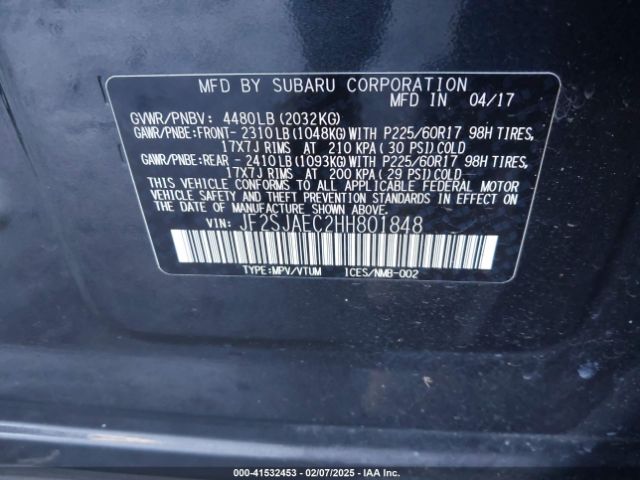 MFD BY SUBARU CORPORATION
MFD IN 04/17
GVWR/PNBV: 4480LB(2032KG)
GAWR/PNBE:FRONT- 2310LB(1048KG)WITH P225/60R17 98H TIRES,
17X7J RIMS AT 210 KPA(30 PSI)COLD
GAWR/PNBE:REAR - 2410LB(1093KG)WITH P225/60R17 98H TIRES,
17X7J RIMS AT 200 KPA(29 PSI)COLD
THIS VEHICLE CONFORMS TO ALL APPLICABLE FEDERAL MOTOR
VEHICLE SAFETY AND THEFT PREVENTION STANDARDS IN EFFECT
ON THE DATE OF MANUFACTURE SHOWN ABOVE.
VIN: JF2SJAEC2HH801848
TYPE:MPV/VTUM ICES/NMB-002
000-41532453 - 02/07/2025 - IAA Inc.